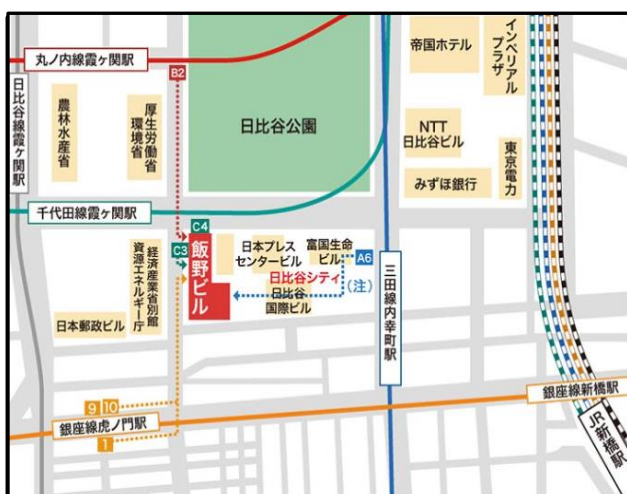 丸ノ内線霞ヶ関駅
B2
帝国ホテル
インペリアル
プラザ
日比谷線霞ヶ関駅
農林水産省
厚生労働省
環境省
日比谷公園
NTT
日比谷ビル
みずほ銀行
東京電力
千代田線霞ヶ関駅
C4
C3
飯野ビル
経済産業省別館
資源エネルギー庁
日本プレス
センタービル
富国生命
ビル
A6
日比谷シティ
(注)
日比谷
国際ビル
三田線内幸町駅
日本郵政ビル
9
10
銀座線虎ノ門駅
1
銀座線新橋駅
JR新橋駅